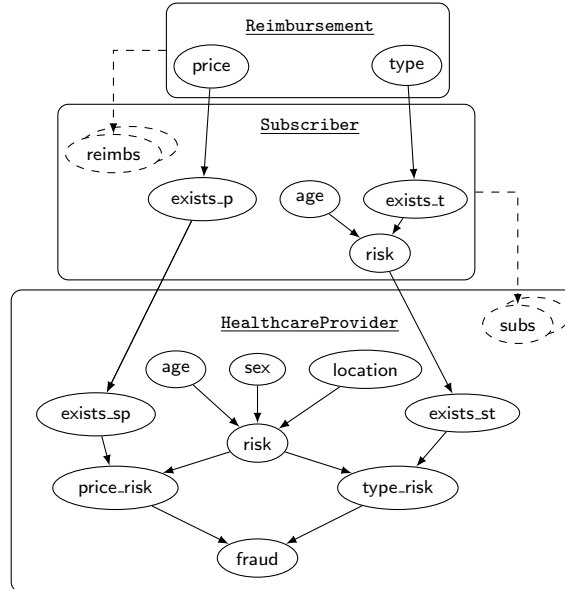 Reimbursement
price
type
reimbs
Subscriber
exists_p
age
exists_t
risk
subs
HealthcareProvider
age
sex
location
exists_sp
risk
exists_st
price_risk
type_risk
fraud